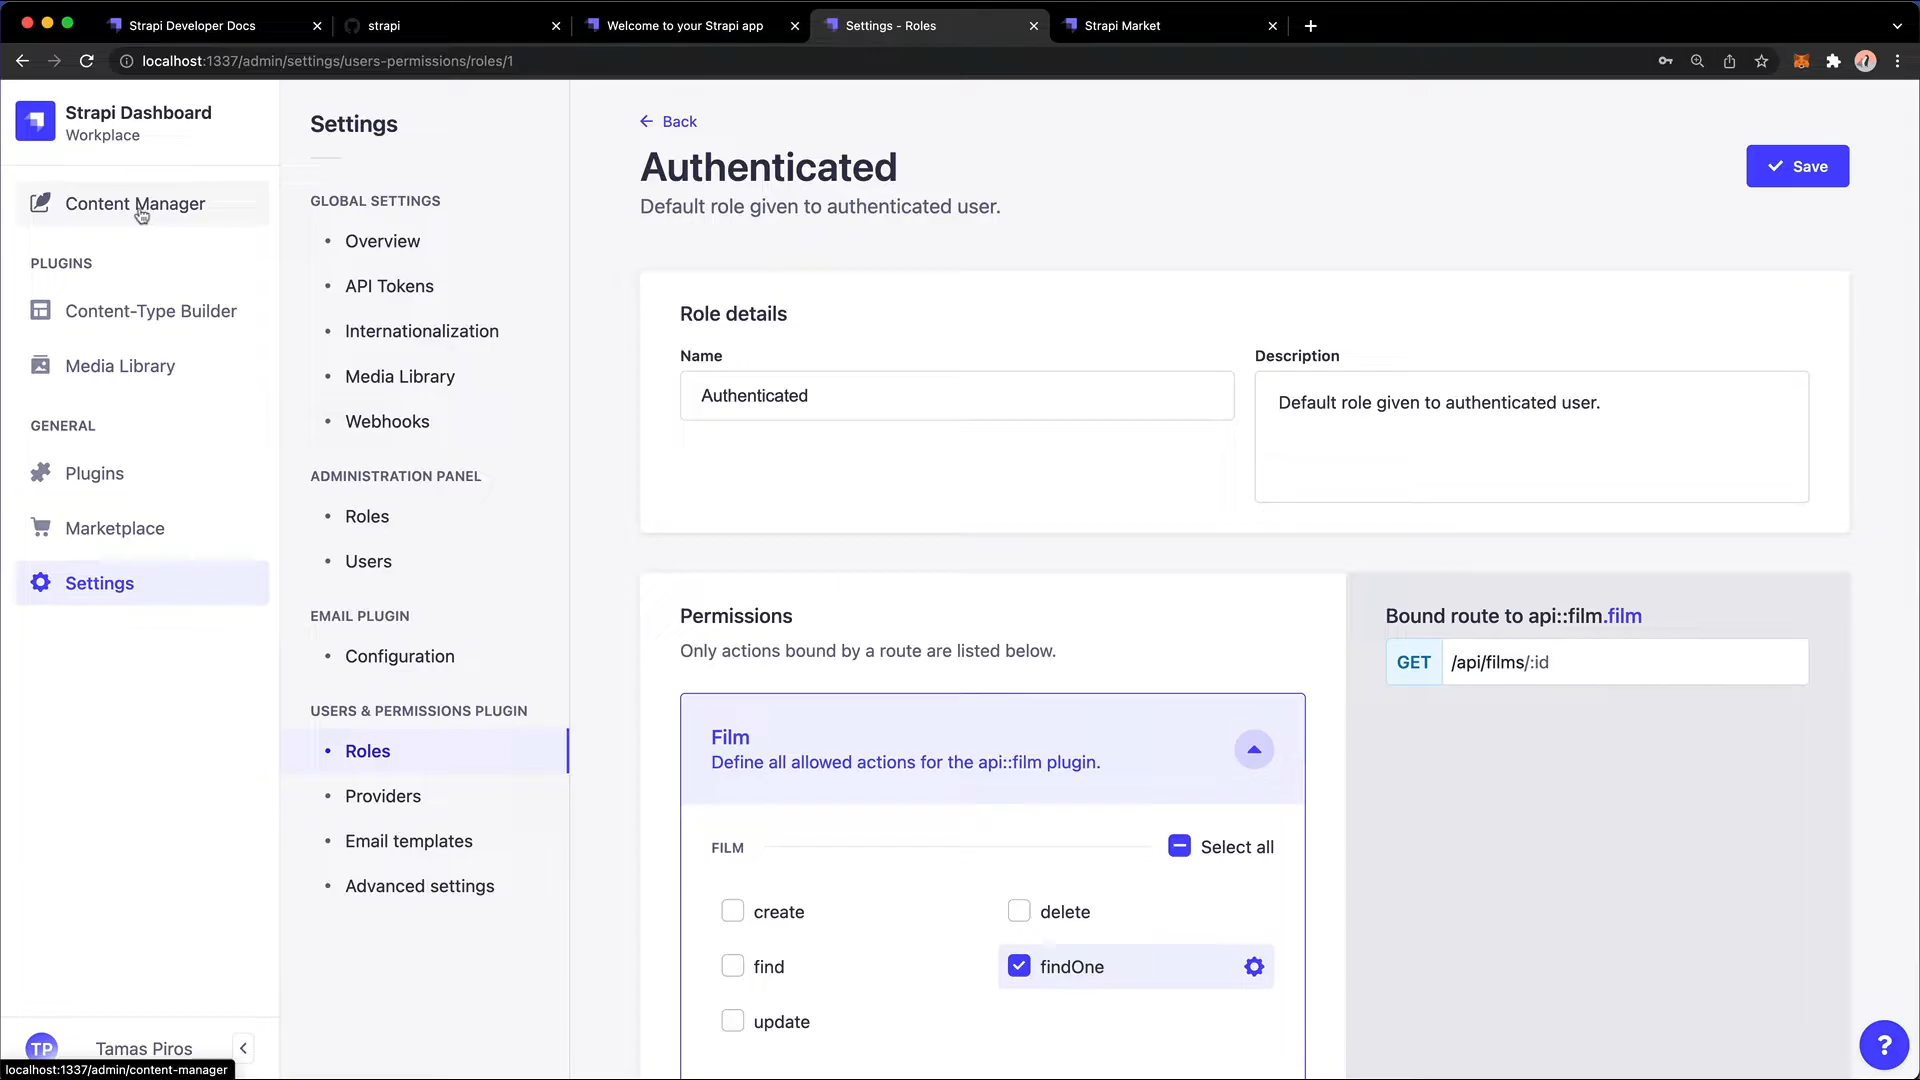 Strapi Developer Docs
strapi
Welcome to your Strapi app
Settings - Roles
Strapi Market
localhost:1337/admin/settings/users-permissions/roles/1
Strapi Dashboard
Workplace
Content Manager
PLUGINS
Content-Type Builder
Media Library
GENERAL
Plugins
Marketplace
Settings
TP
Tamas Piros
localhost:1337/admin/content-manager
Settings
GLOBAL SETTINGS
Overview
API Tokens
Internationalization
Media Library
Webhooks
ADMINISTRATION PANEL
Roles
Users
EMAIL PLUGIN
Configuration
USERS & PERMISSIONS PLUGIN
Roles
Providers
Email templates
Advanced settings
Back
Authenticated
Default role given to authenticated user.
Save
Role details
Name
Authenticated
Description
Default role given to authenticated user.
Permissions
Only actions bound by a route are listed below.
Film
Define all allowed actions for the api::film plugin.
FILM
Select all
create
delete
find
findOne
update
Bound route to api::film.film
GET /api/films/:id
?